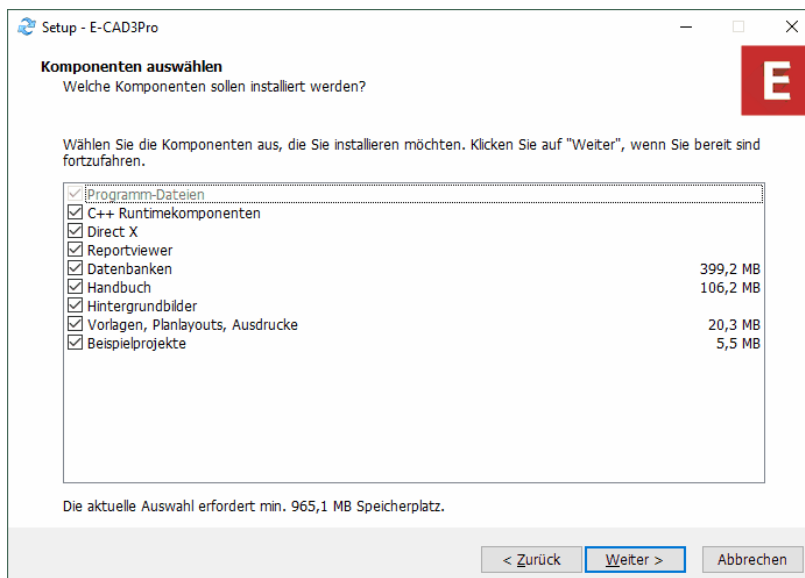 Setup - E-CAD3Pro
Komponenten auswählen
Welche Komponenten sollen installiert werden?
E
Wählen Sie die Komponenten aus, die Sie installieren möchten. Klicken Sie auf "Weiter", wenn Sie bereit sind
fortzufahren.
Programm-Dateien
C++ Runtimekomponenten
Direct X
Reportviewer
Datenbanken 399,2 MB
Handbuch 106,2 MB
Hintergrundbilder
Vorlagen, Planlayouts, Ausdrucke 20,3 MB
Beispielprojekte 5,5 MB
Die aktuelle Auswahl erfordert min. 965,1 MB Speicherplatz.
< Zurück Weiter > Abbrechen